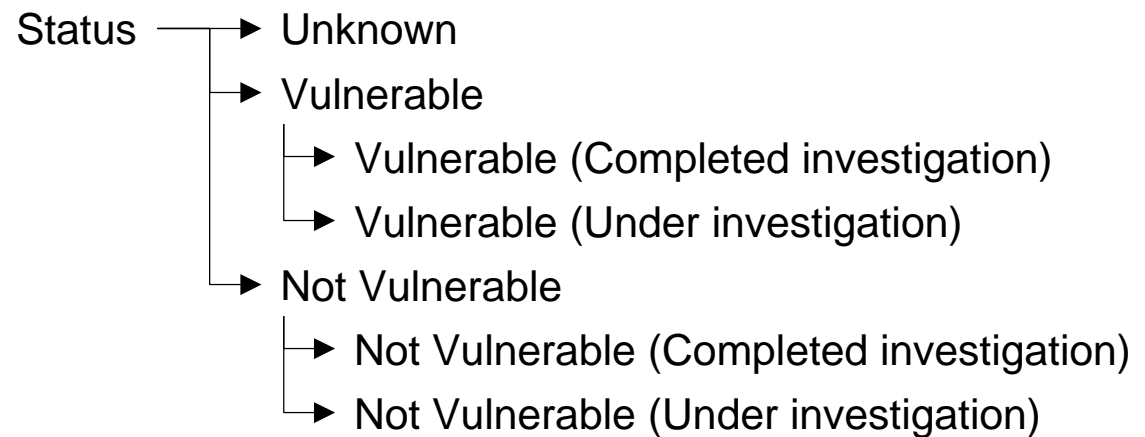 Status Unknown
Vulnerable
Vulnerable (Completed investigation)
Vulnerable (Under investigation)
Not Vulnerable
Not Vulnerable (Completed investigation)
Not Vulnerable (Under investigation)